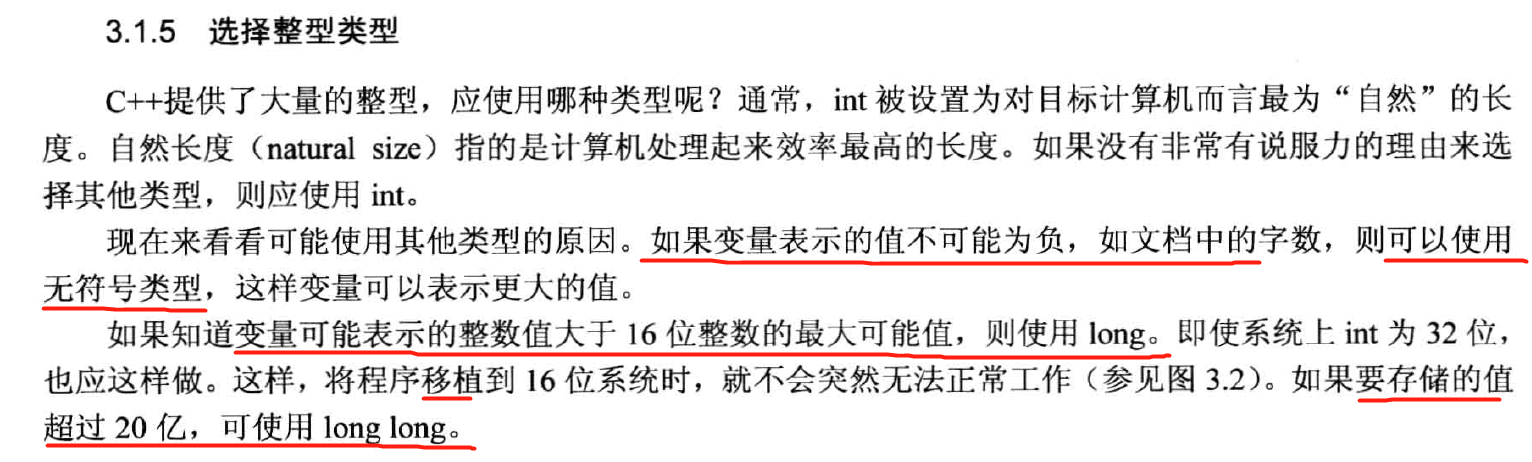 3.1.5 选择整型类型
C++提供了大量的整型，应使用哪种类型呢？通常，int 被设置为对目标计算机而言最为“自然”的长
度。自然长度（natural size）指的是计算机处理起来效率最高的长度。如果没有非常有说服力的理由来选
择其他类型，则应使用 int。
现在来看看可能使用其他类型的原因。如果变量表示的值不可能为负，如文档中的字数，则可以使用
无符号类型，这样变量可以表示更大的值。
如果知道变量可能表示的整数值大于 16 位整数的最大可能值，则使用 long。即使系统上 int 为 32 位，
也应这样做。这样，将程序移植到 16 位系统时，就不会突然无法正常工作（参见图 3.2）。如果要存储的值
超过 20 亿，可使用 long long。